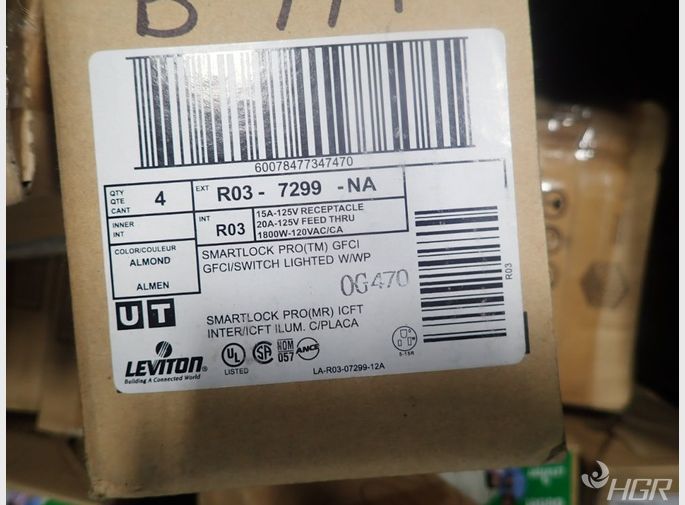 60078477347470
QTY
QTE
CANT
4
EXT
R03 - 7299 -NA
INNER
INT
INT
R03
15A-125V RECEPTACLE
20A-125V FEED THRU
1800W-120VAC/CA
COLOR/COULEUR
ALMOND
ALMEN
SMARTLOCK PRO(TM) GFCI
GFCI/SWITCH LIGHTED W/WP
OG470
R03
UT
SMARTLOCK PRO(MR) ICFT
INTER/ICFT ILUM. C/PLACA
LEVITON®
Building A Connected World
UL
LISTED
SA
NOM
057
ANCE
5-15R
LA-R03-07299-12A
HGR